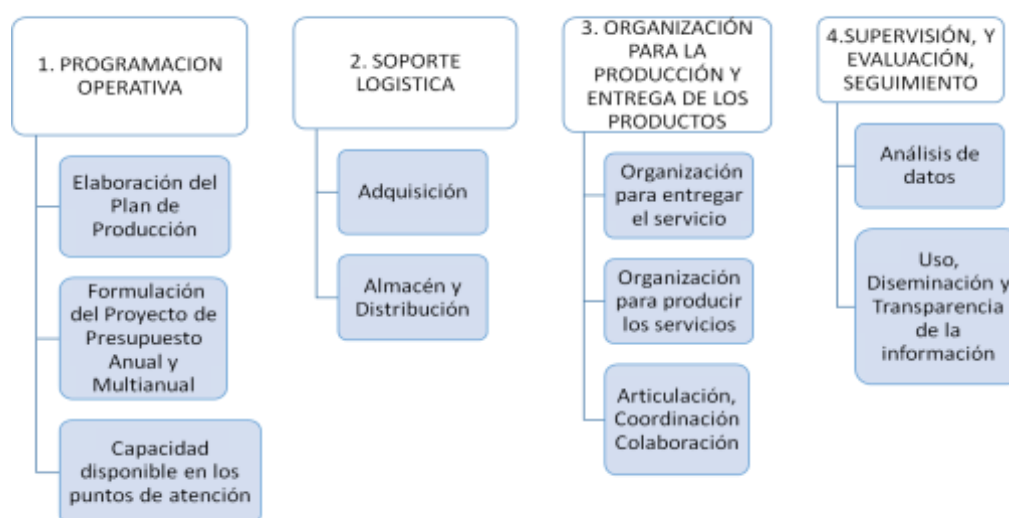 1. PROGRAMACION
OPERATIVA
Elaboración del
Plan de
Producción
Formulación
del Proyecto de
Presupuesto
Anual y
Multianual
Capacidad
disponible en los
puntos de atención
2. SOPORTE
LOGISTICA
Adquisición
Almacén y
Distribución
3. ORGANIZACIÓN
PARA LA
PRODUCCIÓN Y
ENTREGA DE LOS
PRODUCTOS
Organización
para entregar
el servicio
Organización
para producir
los servicios
Articulación,
Coordinación
Colaboración
4.SUPERVISIÓN, Y
EVALUACIÓN,
SEGUIMIENTO
Análisis de
datos
Uso,
Diseminación y
Transparencia
de la
información